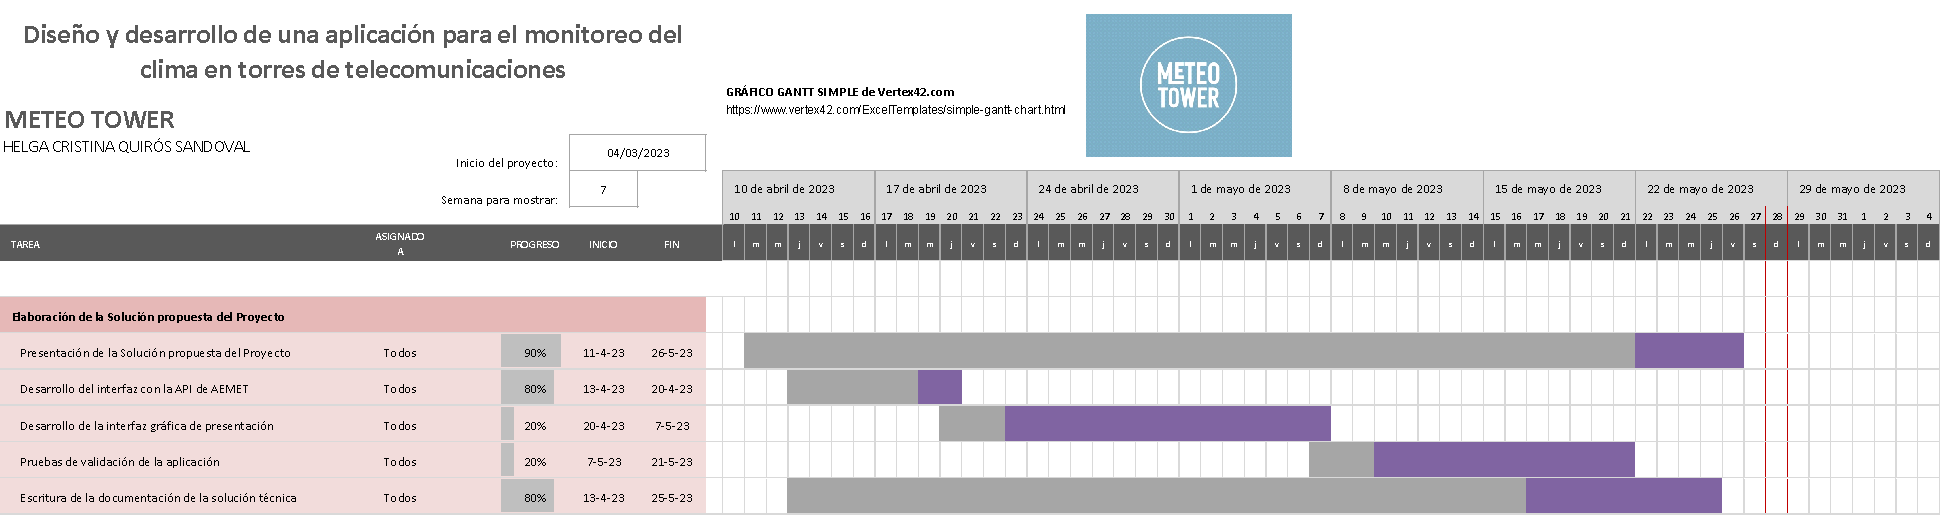 Diseño y desarrollo de una aplicación para el monitoreo del
clima en torres de telecomunicaciones
METEO
TOWER
GRÁFICO GANTT SIMPLE de Vertex42.com
https://www.vertex42.com/ExcelTemplates/simple-gantt-chart.html
METEO TOWER
HELGA CRISTINA QUIRÓS SANDOVAL
Inicio del proyecto: 04/03/2023
Semana para mostrar: 7
10 de abril de 2023 17 de abril de 2023 24 de abril de 2023 1 de mayo de 2023 8 de mayo de 2023 15 de mayo de 2023 22 de mayo de 2023 29 de mayo de 2023
10 11 12 13 14 15 16 17 18 19 20 21 22 23 24 25 26 27 28 29 30 1 2 3 4 5 6 7 8 9 10 11 12 13 14 15 16 17 18 19 20 21 22 23 24 25 26 27 28 29 30 31 1 2 3 4
TAREA ASIGNADO A PROGRESO INICIO FIN l m m j v s d l m m j v s d l m m j v s d l m m j v s d l m m j v s d l m m j v s d l m m j v s d l m m j v s d
Elaboración de la Solución propuesta del Proyecto
Presentación de la Solución propuesta del Proyecto Todos 90% 11-4-23 26-5-23
Desarrollo del interfaz con la API de AEMET Todos 80% 13-4-23 20-4-23
Desarrollo de la interfaz gráfica de presentación Todos 20% 20-4-23 7-5-23
Pruebas de validación de la aplicación Todos 20% 7-5-23 21-5-23
Escritura de la documentación de la solución técnica Todos 80% 13-4-23 25-5-23